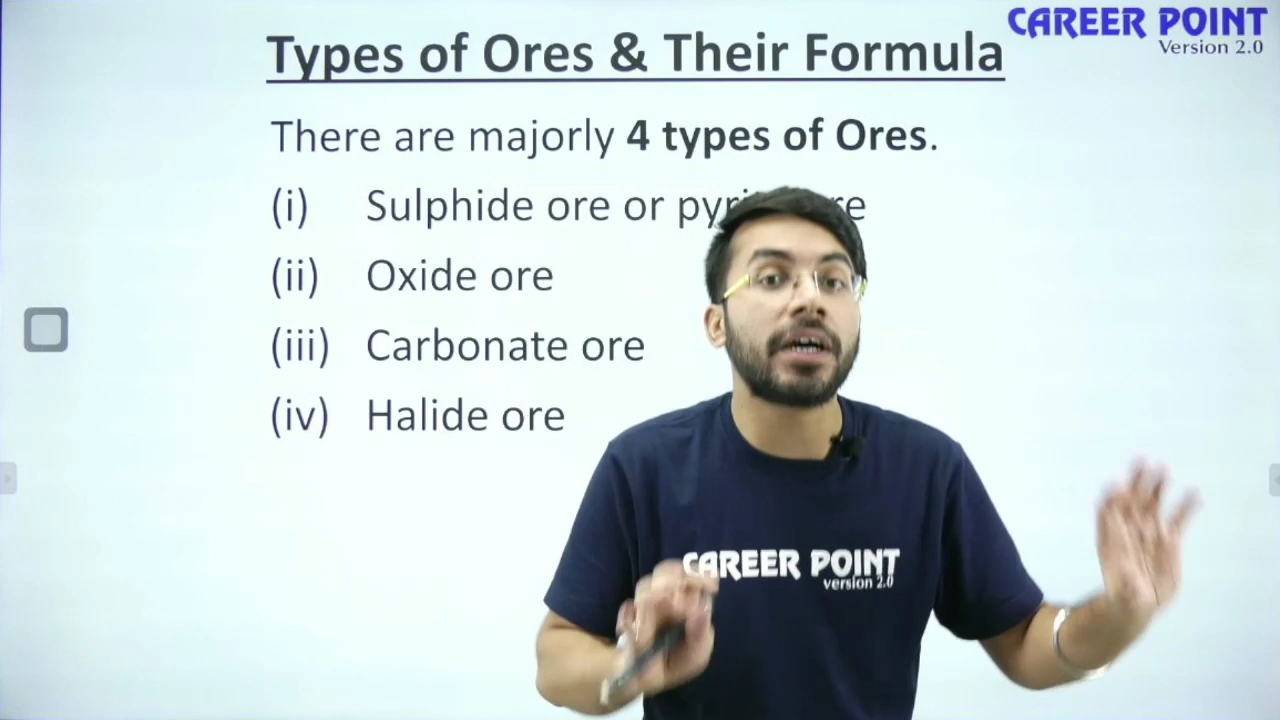 CAREER POINT
Version 2.0
Types of Ores & Their Formula
There are majorly 4 types of Ores.
(i) Sulphide ore or
(ii) Oxide ore
(iii) Carbonate ore
(iv) Halide ore
CAREER POINT
version 2.0